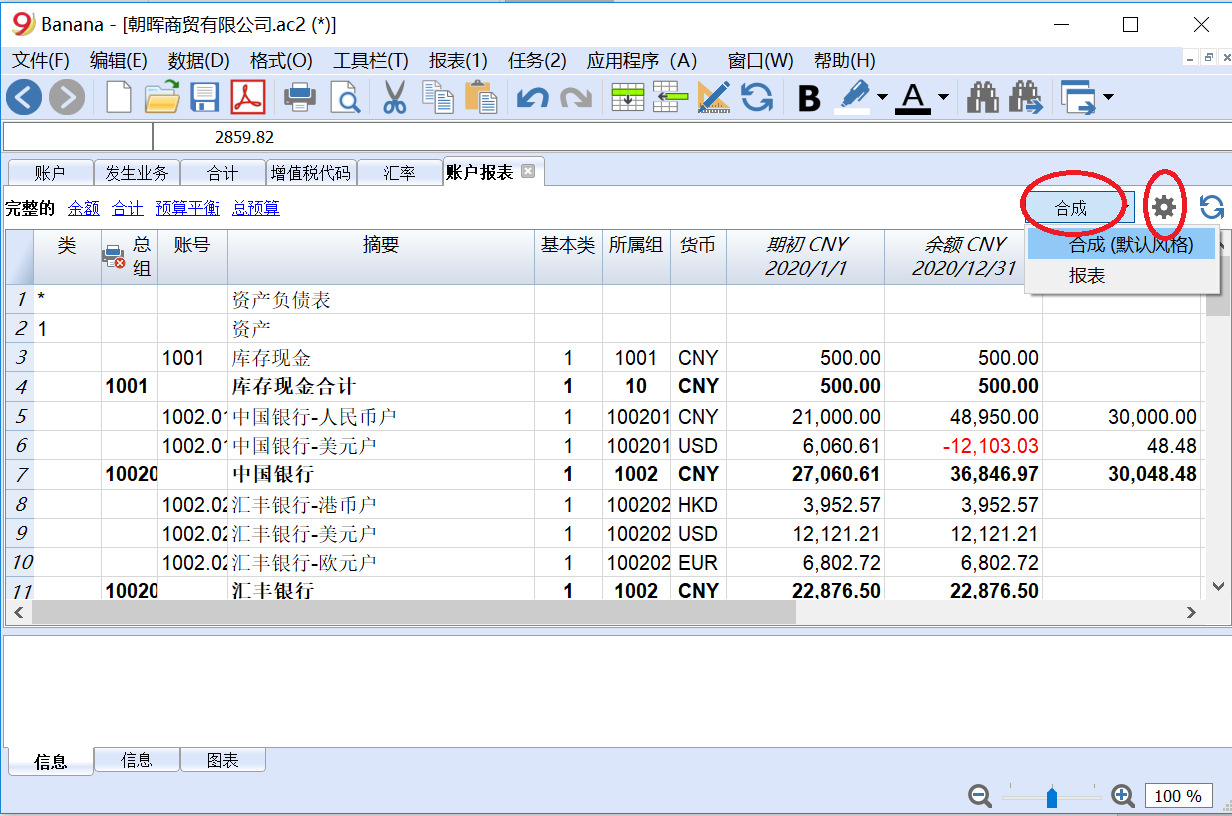 Banana - [朝晖商贸有限公司.ac2 (*)]
文件(F) 编辑(E) 数据(D) 格式(O) 工具栏(T) 报表(1) 任务(2) 应用程序（A） 窗口(W) 帮助(H)
B A
2859.82
账户 发生业务 合计 增值税代码 汇率 账户报表
完整的 余额 合计 预算平衡 总预算 合成
合成 (默认风格)
报表
类 总组 账号 摘要 基本类 所属组 货币 期初 CNY 2020/1/1 余额 CNY 2020/12/31
1 * 资产负债表
2 1 资产
3 1001 库存现金 1 1001 CNY 500.00 500.00
4 1001 库存现金合计 1 10 CNY 500.00 500.00
5 1002.01 中国银行-人民币户 1 100201 CNY 21,000.00 48,950.00 30,000.00
6 1002.01 中国银行-美元户 1 100201 USD 6,060.61 -12,103.03 48.48
7 10020 中国银行 1 1002 CNY 27,060.61 36,846.97 30,048.48
8 1002.02 汇丰银行-港币户 1 100202 HKD 3,952.57 3,952.57
9 1002.02 汇丰银行-美元户 1 100202 USD 12,121.21 12,121.21
10 1002.02 汇丰银行-欧元户 1 100202 EUR 6,802.72 6,802.72
11 10020 汇丰银行 1 1002 CNY 22,876.50 22,876.50
信息 信息 图表
100 %